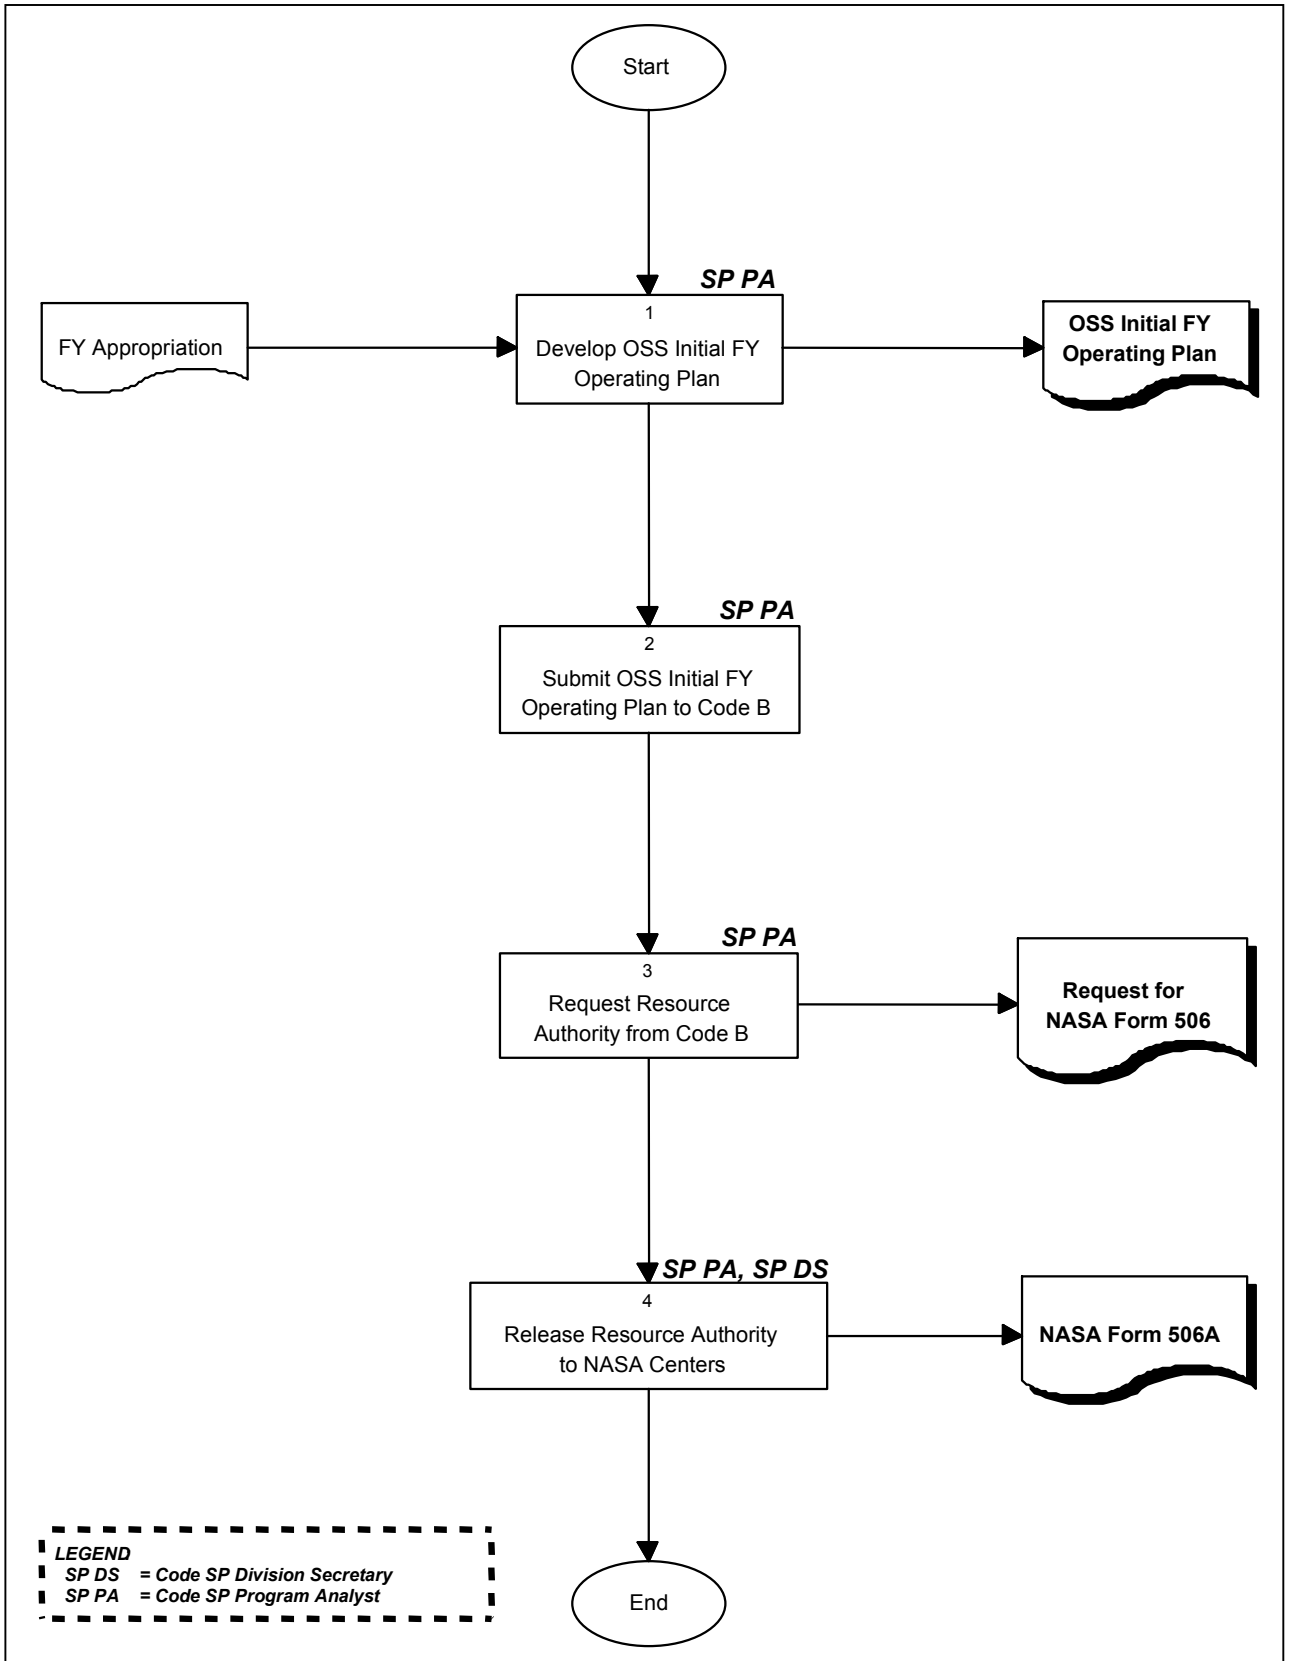 Start
SP PA
FY Appropriation
1
Develop OSS Initial FY
Operating Plan
OSS Initial FY
Operating Plan
SP PA
2
Submit OSS Initial FY
Operating Plan to Code B
SP PA
3
Request Resource
Authority from Code B
Request for
NASA Form 506
SP PA, SP DS
4
Release Resource Authority
to NASA Centers
NASA Form 506A
LEGEND
SP DS = Code SP Division Secretary
SP PA = Code SP Program Analyst
End